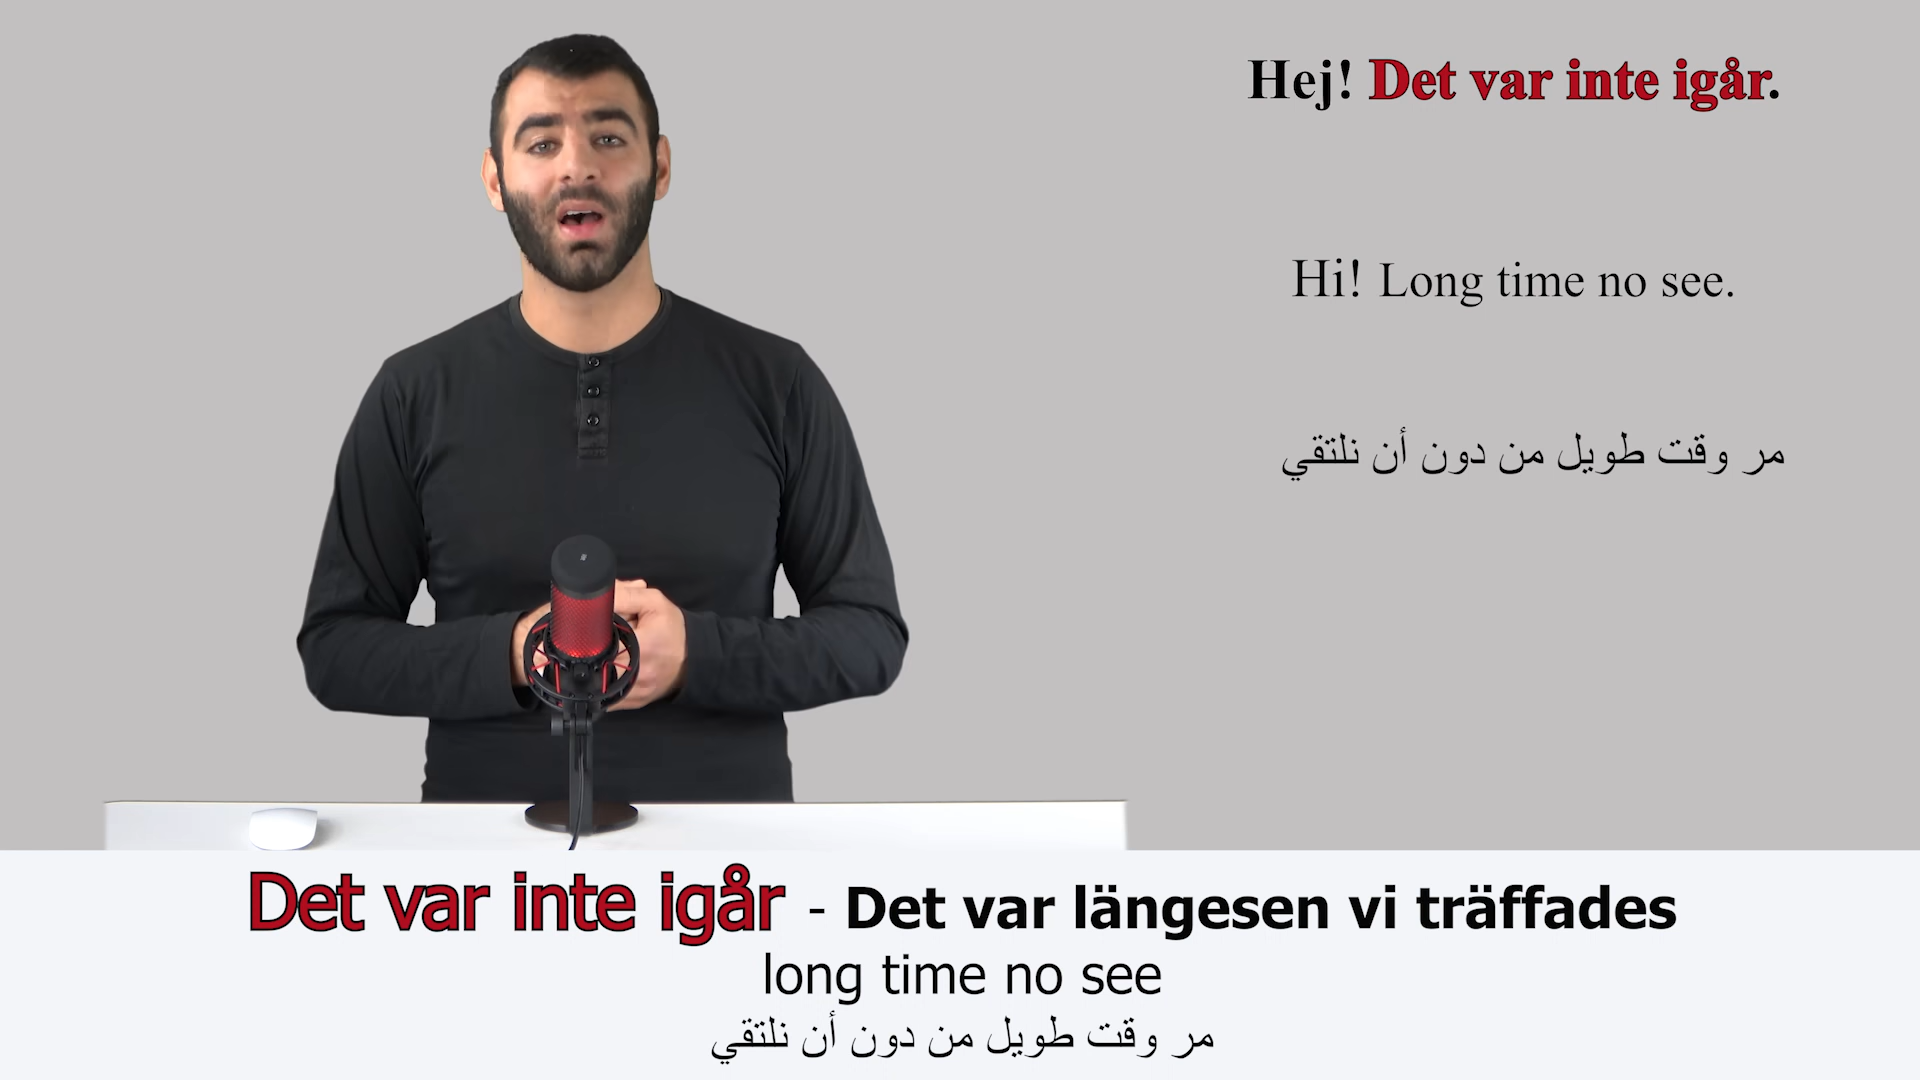 Hej! Det var inte igår.
Hi! Long time no see.
مر وقت طويل من دون أن نلتقي
Det var inte igår - Det var längesen vi träffades
long time no see
مر وقت طويل من دون أن نلتقي